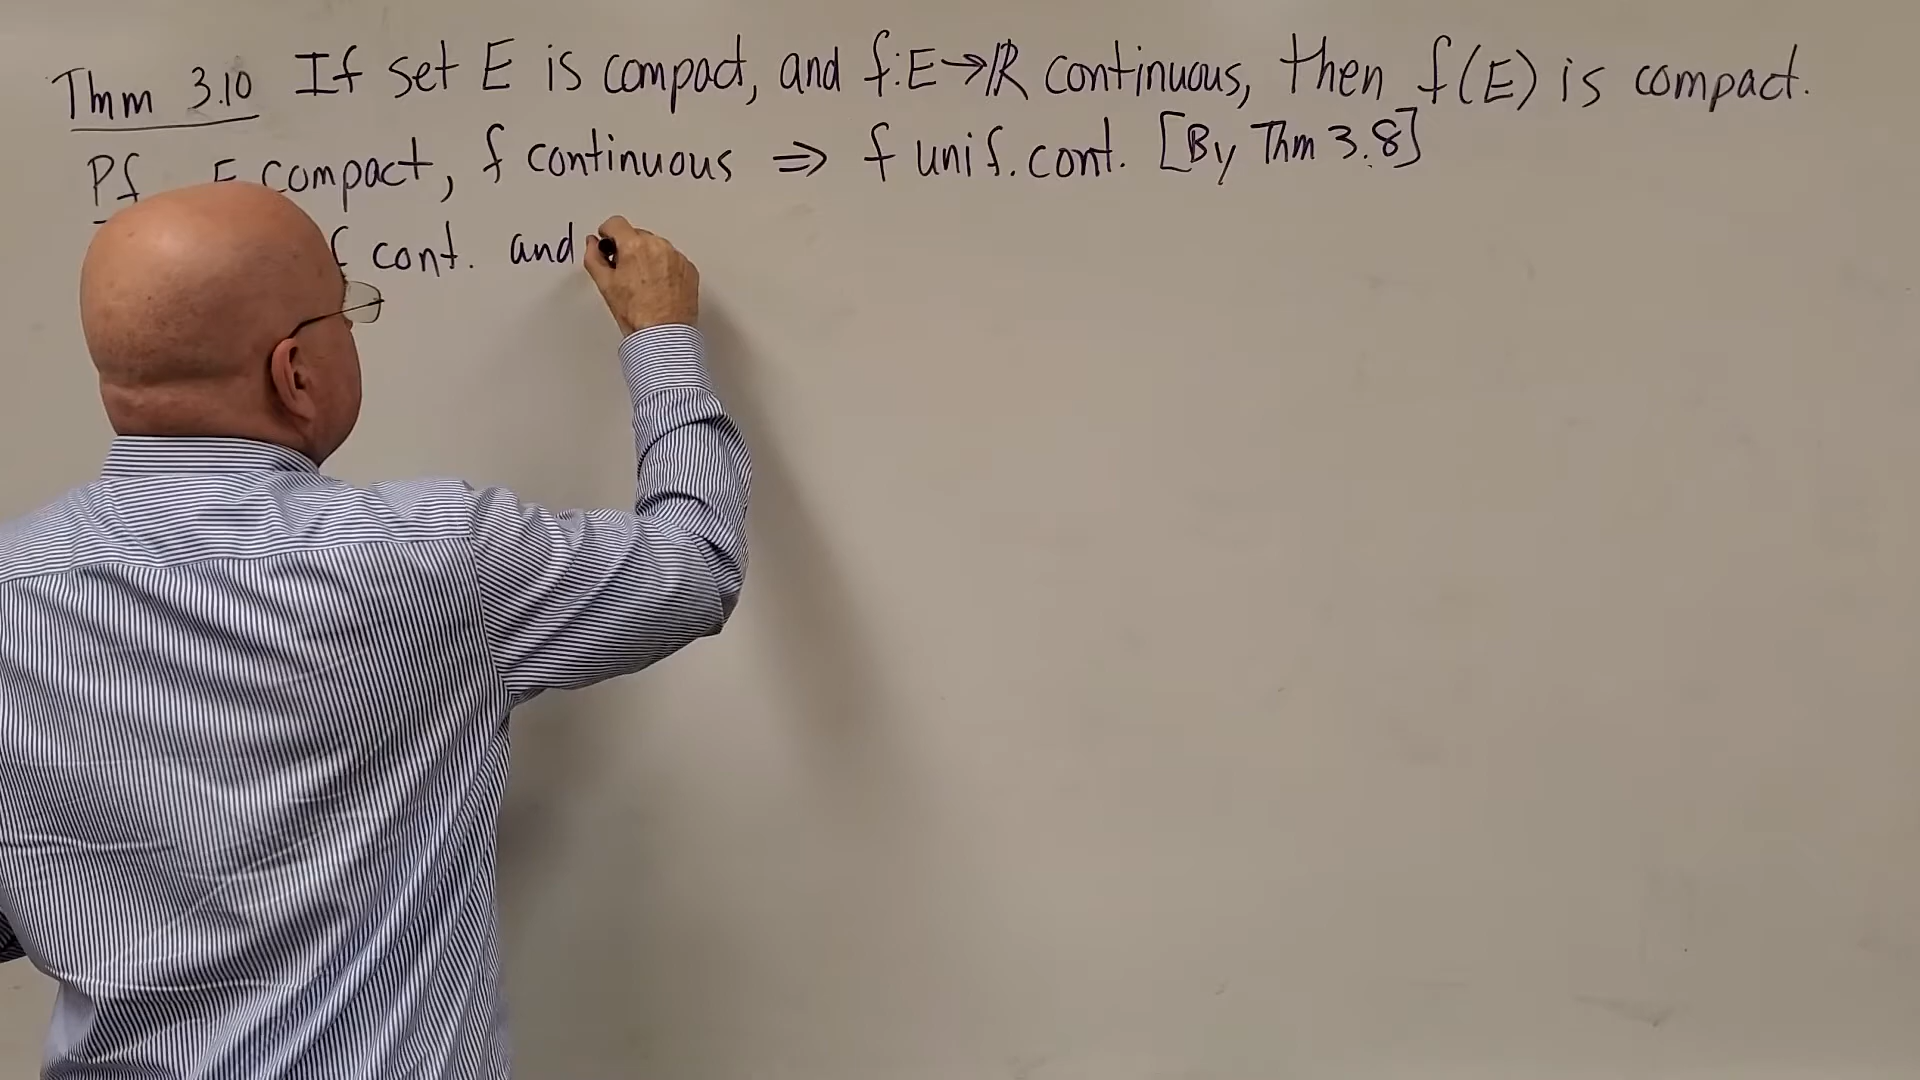 Thm 3.10 If set E is compact, and f:E→ℝ continuous, then f(E) is compact.
Pf E compact, f continuous ⇒ f unif. cont. [By Thm 3.8]
f cont. and